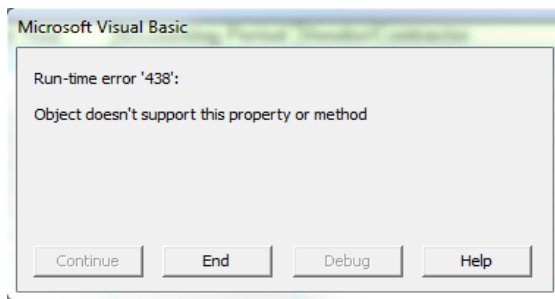 Microsoft Visual Basic
Run-time error '438':
Object doesn't support this property or method
Continue
End
Debug
Help